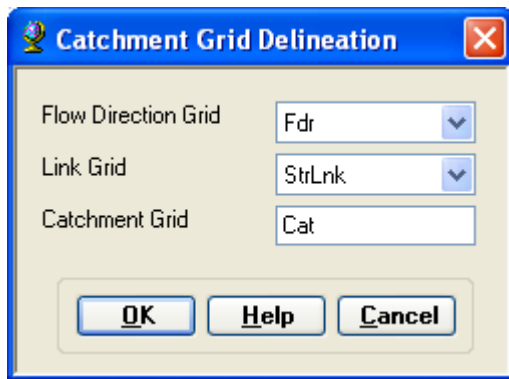 Catchment Grid Delineation
Flow Direction Grid Fdr
Link Grid StrLnk
Catchment Grid Cat
OK Help Cancel